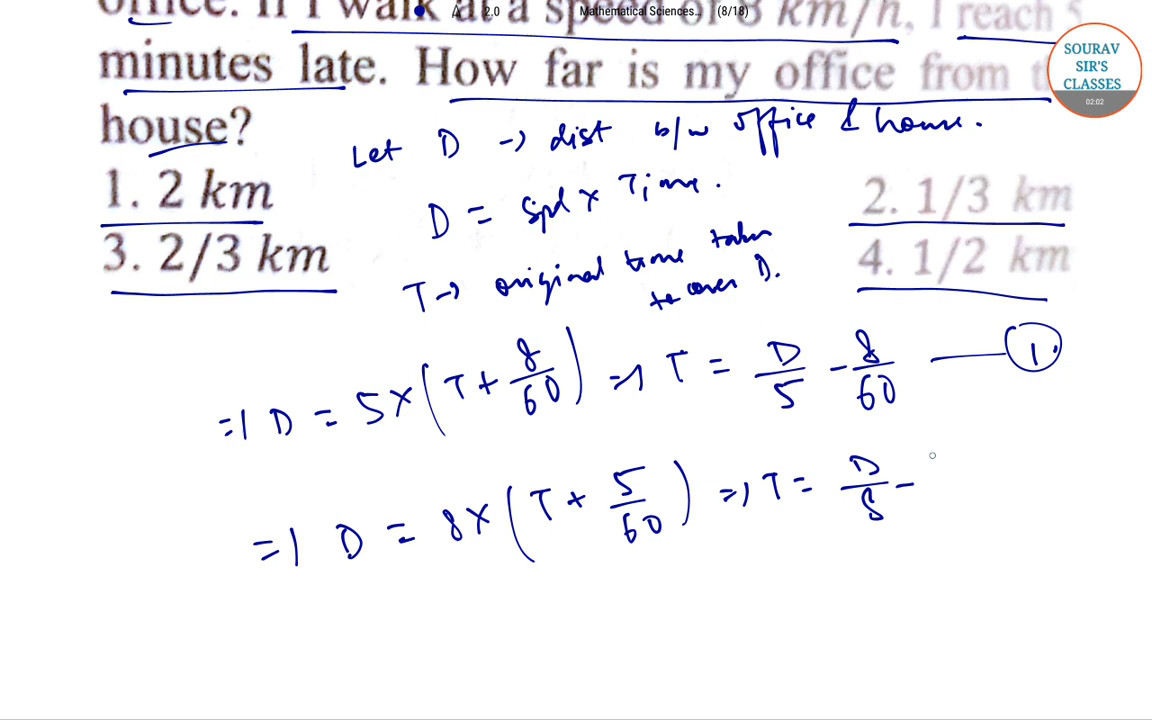 office. If I walk at a speed of 8 km/h, I reach 5
A 2.0 Mathematical Sciences... (8/18)
minutes late. How far is my office from
SOURAV
SIR'S
CLASSES
02:02
house?
Let D → dist b/w office & house.
1. 2 km
2. 1/3 km
D = Spd x Time.
3. 2/3 km
4. 1/2 km
T → original time taken
to cover D.
⇒ D = 5 × (T + 8/60) ⇒ T = D/5 - 8/60 — 1.
⇒ D = 8 × (T + 5/60) ⇒ T = D/8 -